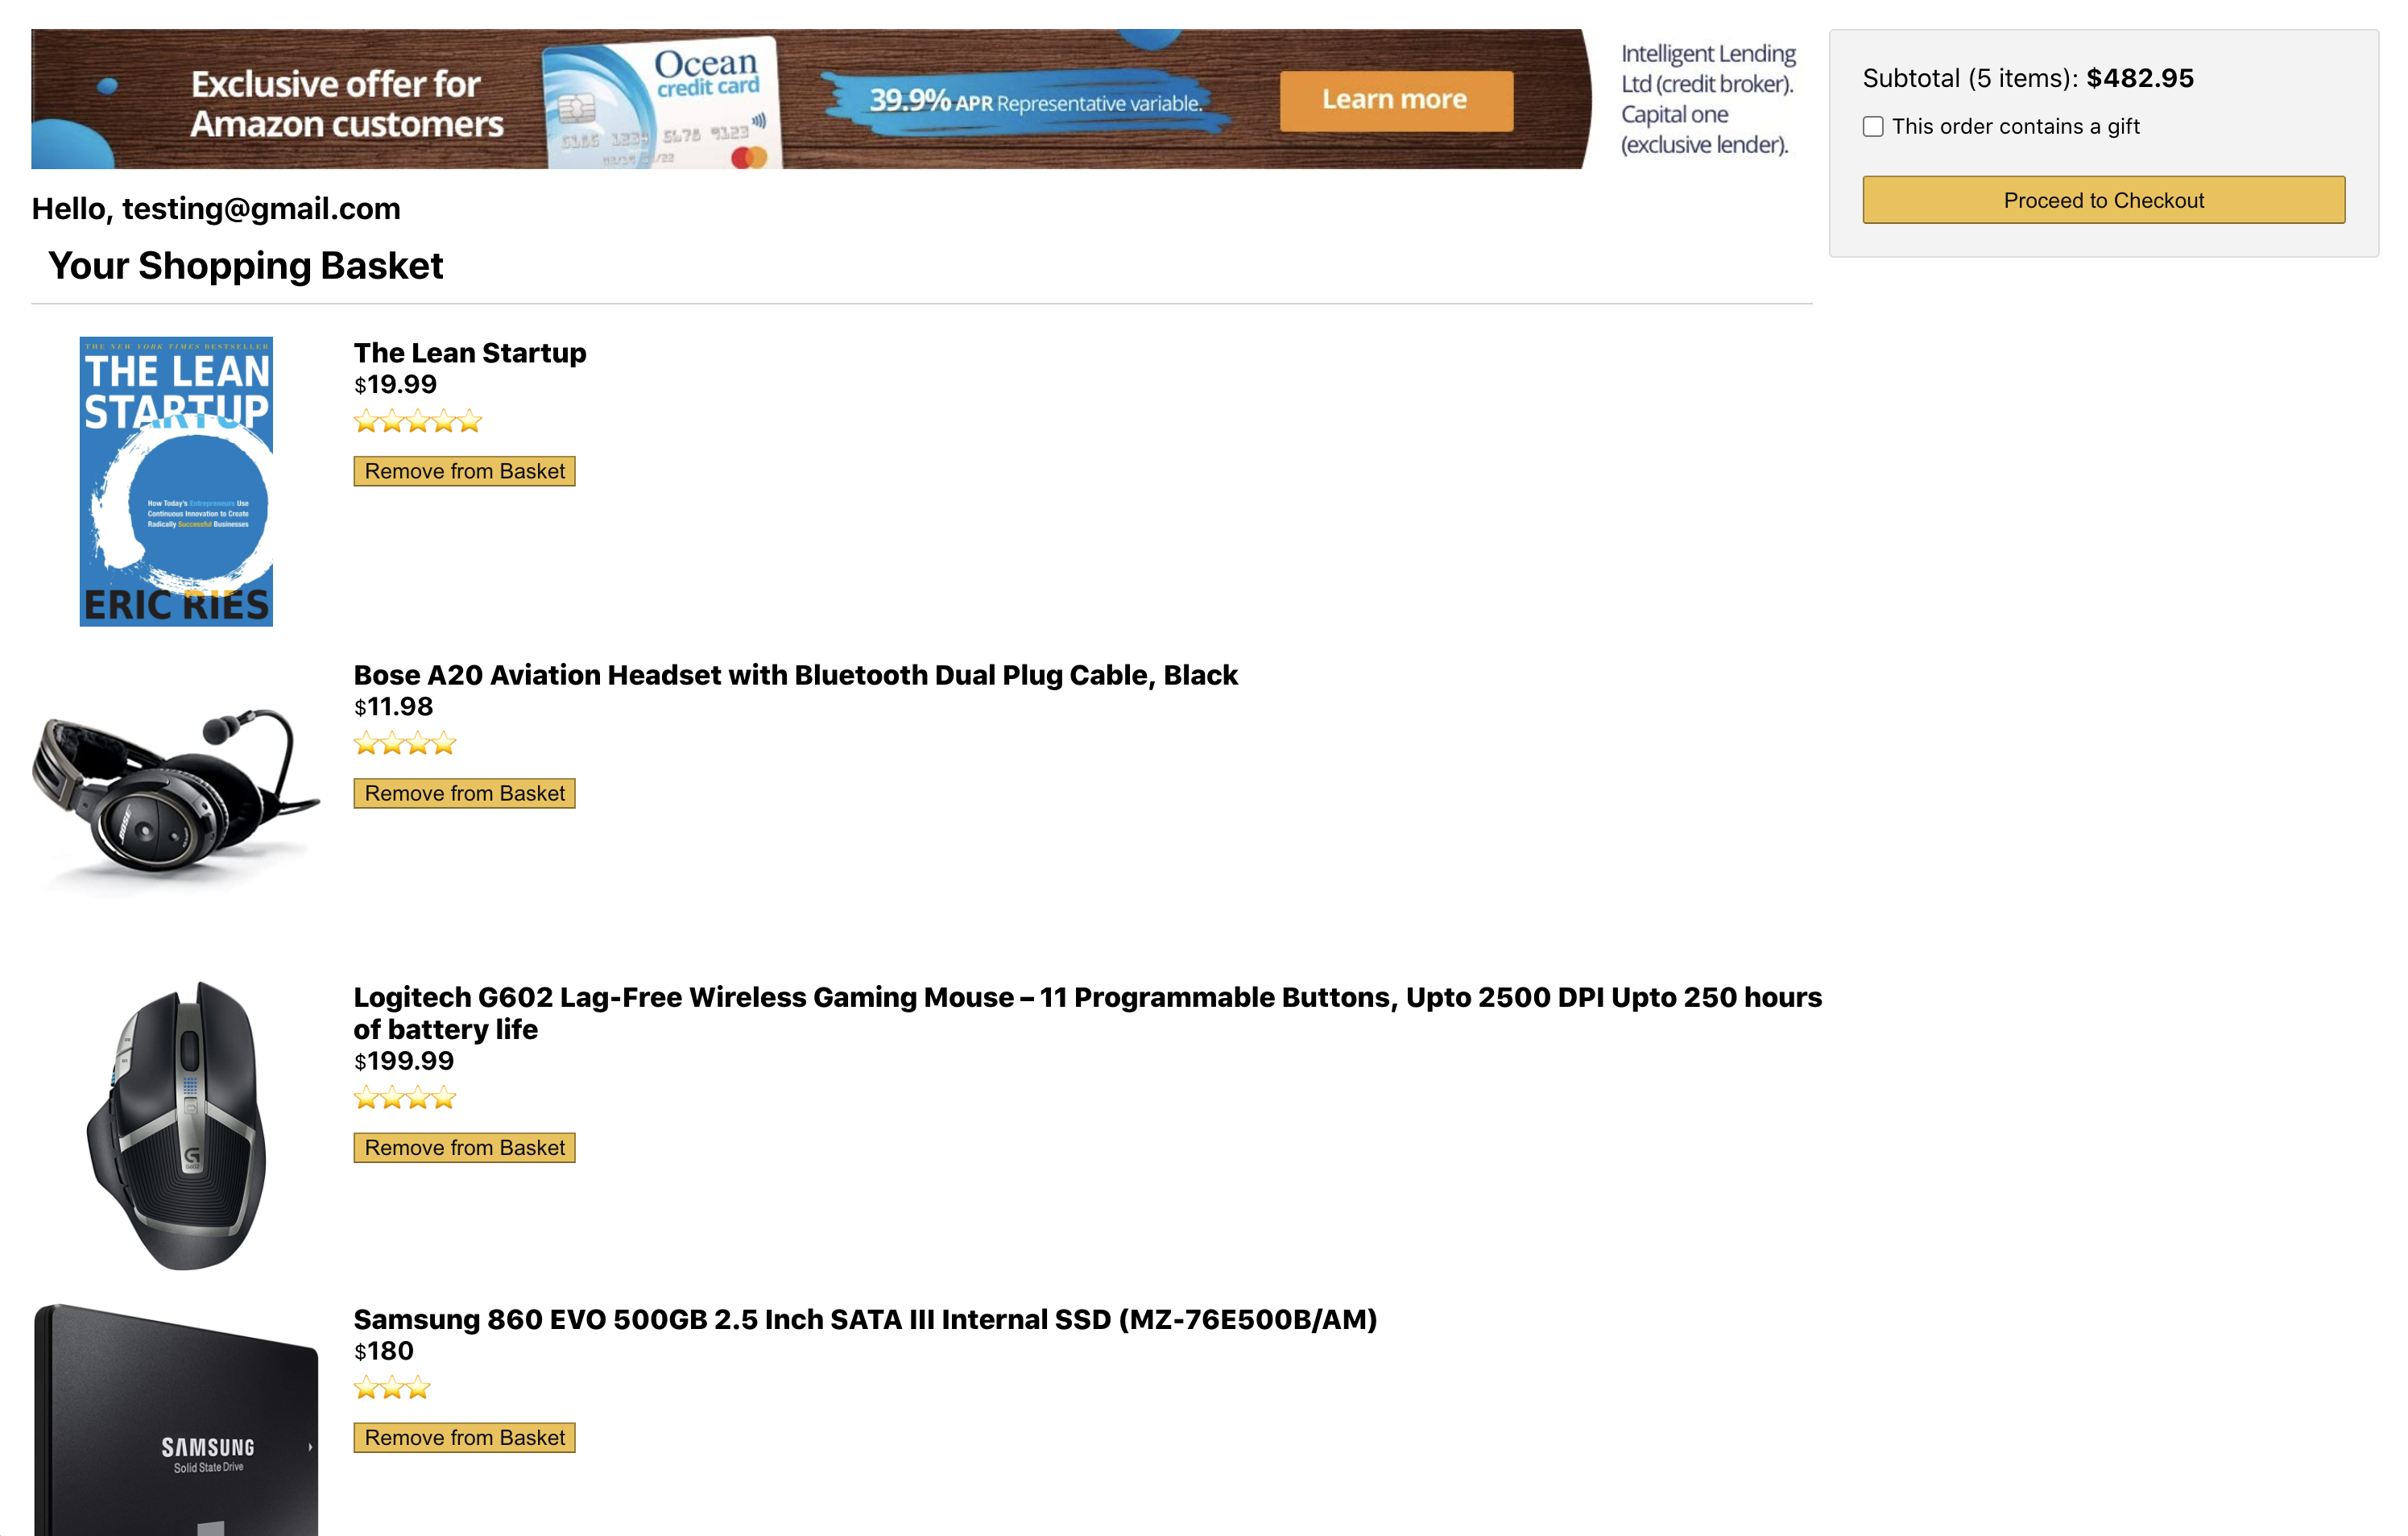 Exclusive offer for
Amazon customers
Ocean
credit card
39.9% APR Representative variable.
Learn more
Intelligent Lending
Ltd (credit broker).
Capital one
(exclusive lender).
Subtotal (5 items): $482.95
This order contains a gift
Proceed to Checkout
Hello, testing@gmail.com
Your Shopping Basket
THE NEW YORK TIMES BESTSELLER
THE LEAN
STARTUP
How Today's Entrepreneurs Use
Continuous Innovation to Create
Radically Successful Businesses
ERIC RIES
The Lean Startup
$19.99
Remove from Basket
BOSE
Bose A20 Aviation Headset with Bluetooth Dual Plug Cable, Black
$11.98
Remove from Basket
Logitech G602 Lag-Free Wireless Gaming Mouse – 11 Programmable Buttons, Upto 2500 DPI Upto 250 hours
of battery life
$199.99
Remove from Basket
SAMSUNG
Solid State Drive
Samsung 860 EVO 500GB 2.5 Inch SATA III Internal SSD (MZ-76E500B/AM)
$180
Remove from Basket